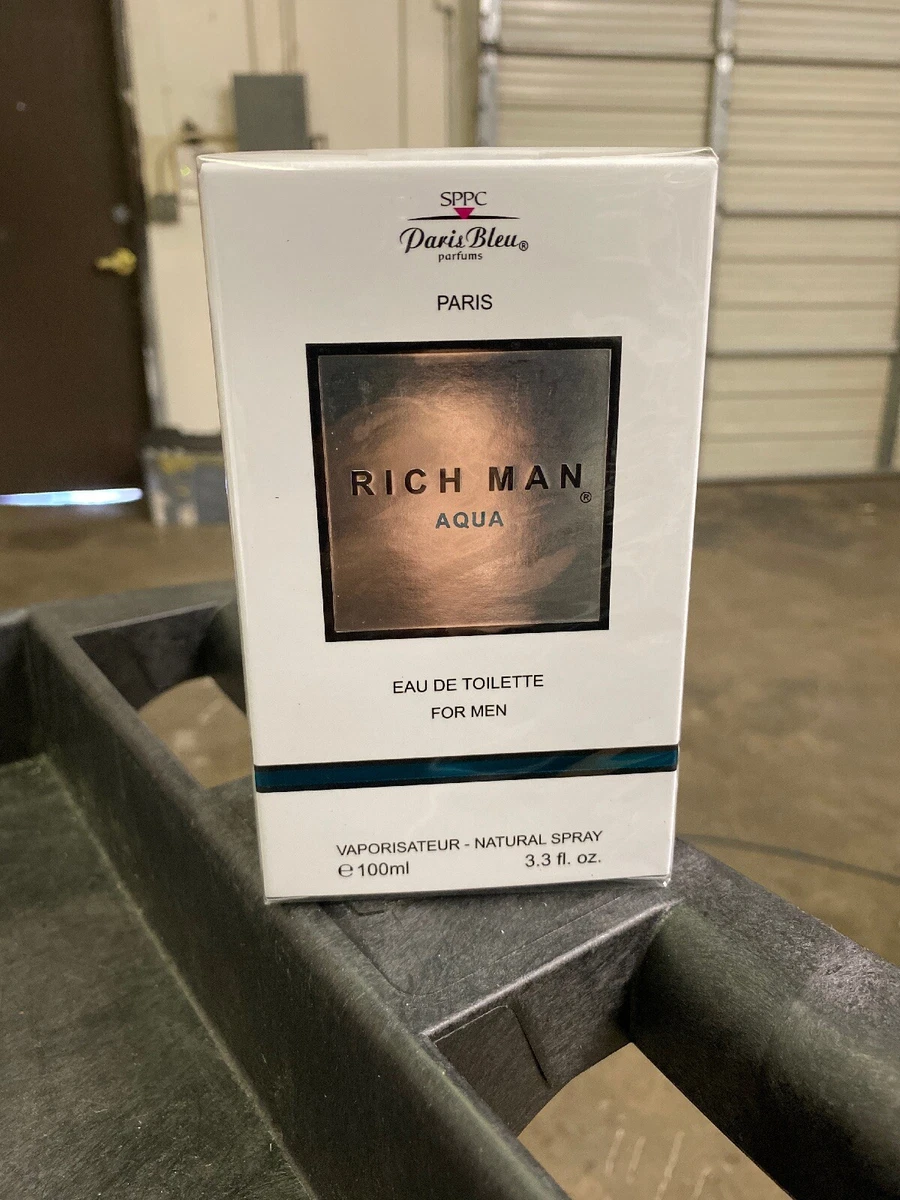 SPPC
Paris Bleu®
parfums
PARIS
RICH MAN®
AQUA
EAU DE TOILETTE
FOR MEN
VAPORISATEUR - NATURAL SPRAY
℮ 100ml 3.3 fl. oz.